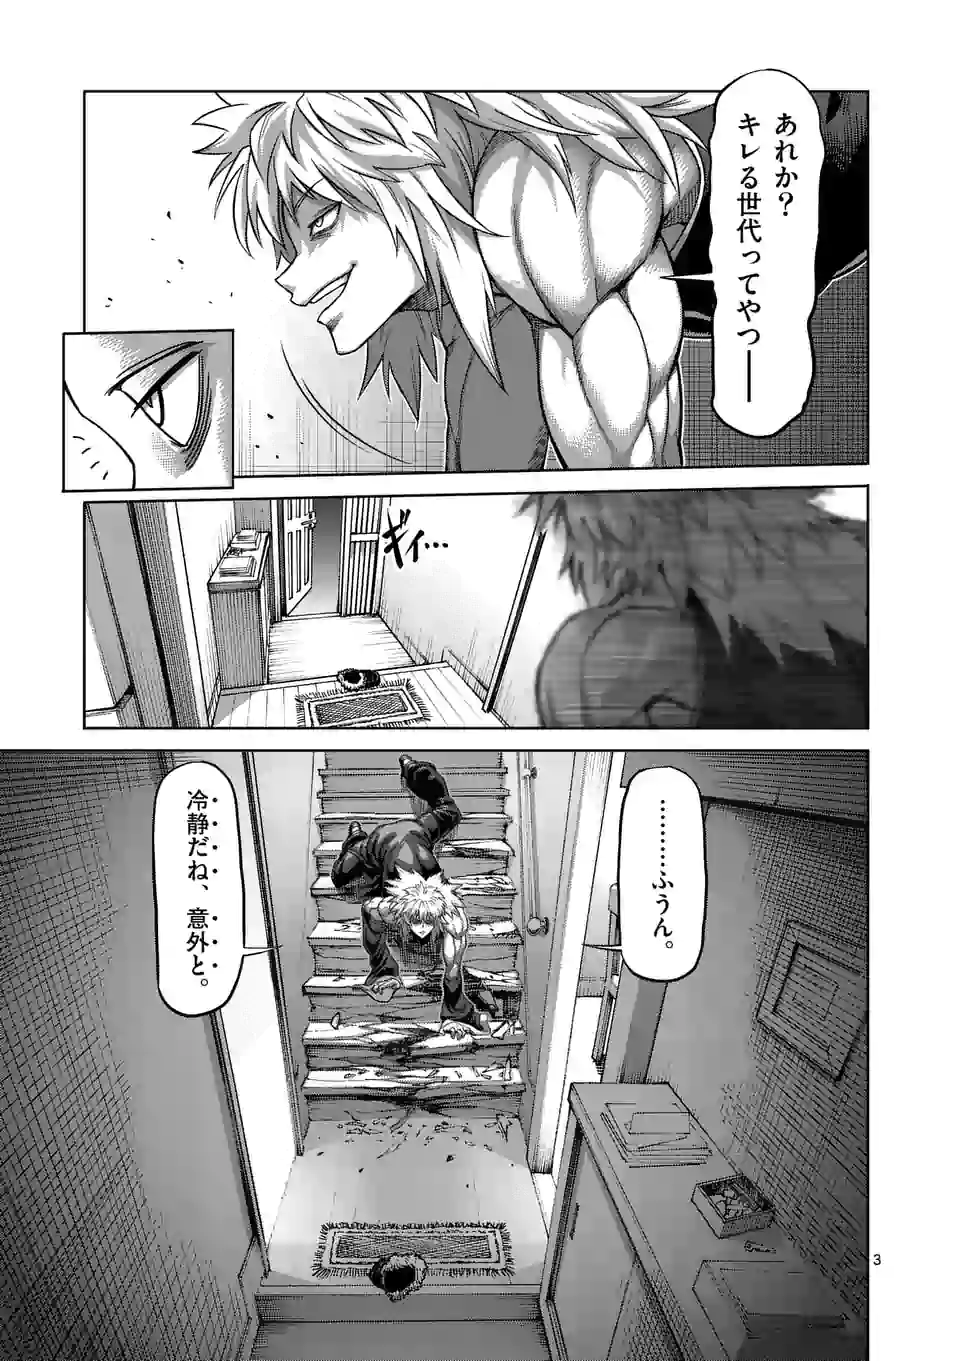 あれか？
キレる世代ってやつ――
ギィ…
………ふうん。
冷静だね、意外と。
3